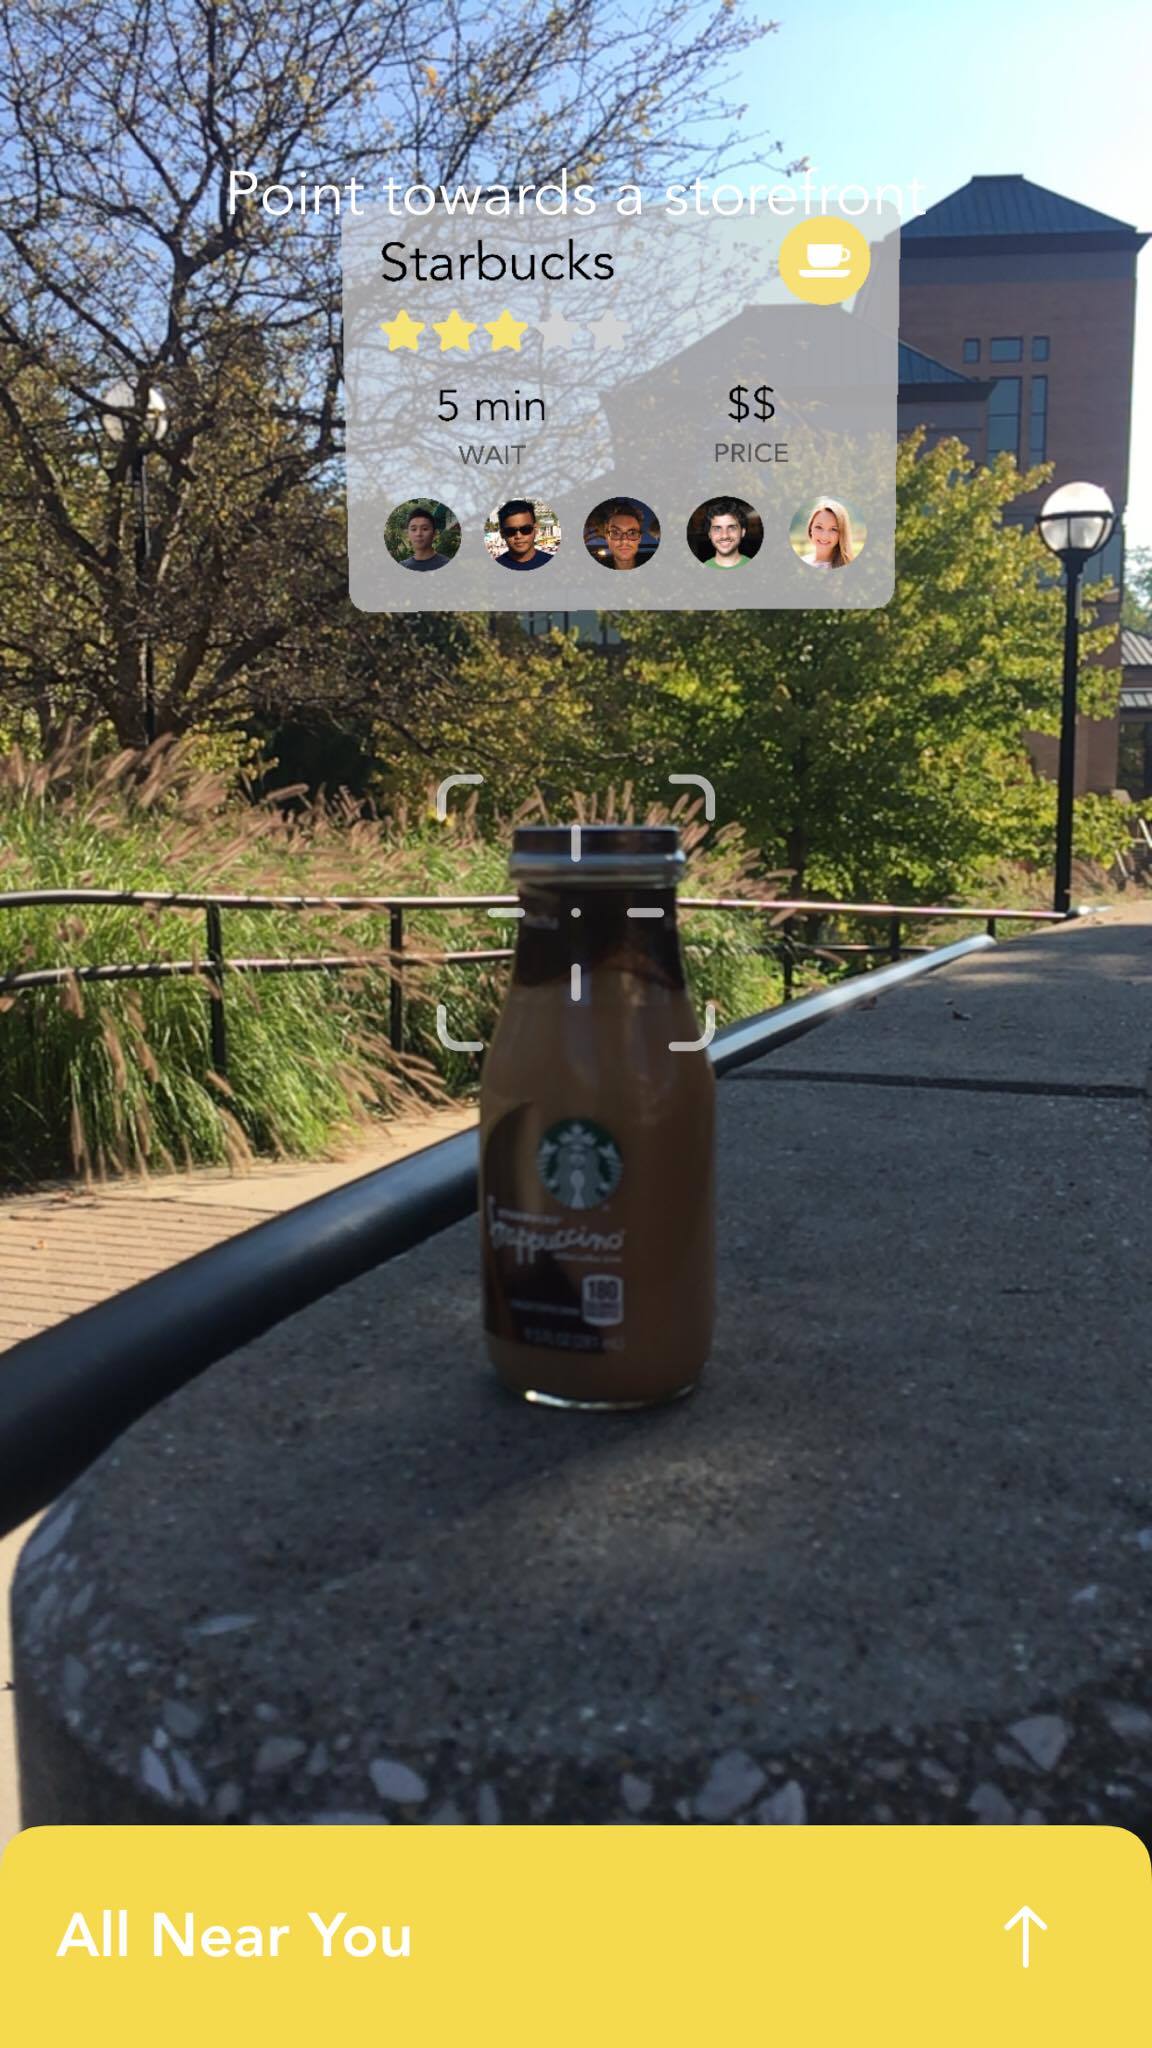 Point towards a storefront
Starbucks
5 min
$$
WAIT
PRICE
Frappuccino
180
All Near You